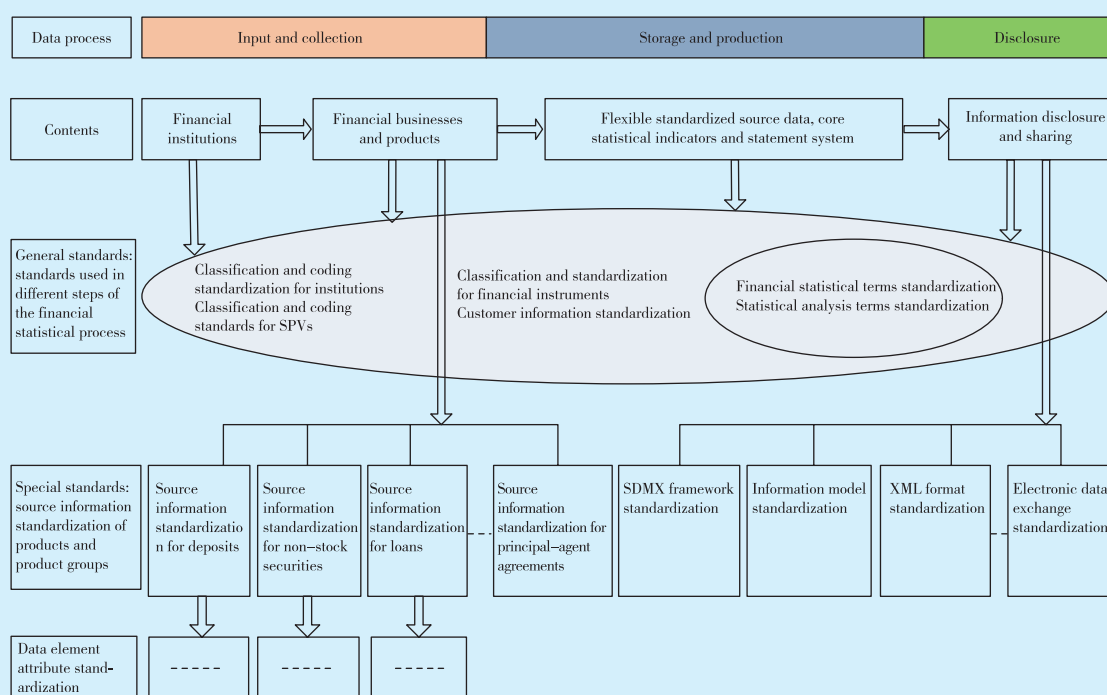 Data process
Input and collection
Storage and production
Disclosure
Contents
Financial
institutions
Financial businesses
and products
Flexible standardized source data, core
statistical indicators and statement system
Information disclosure
and sharing
General standards:
standards used in
different steps of
the financial
statistical process
Classification and coding
standardization for institutions
Classification and coding
standards for SPVs
Classification and standardization
for financial instruments
Customer information standardization
Financial statistical terms standardization
Statistical analysis terms standardization
Special standards:
source information
standardization of
products and
product groups
Source
information
standardizatio
n for deposits
Source
information
standardization
for non-stock
securities
Source
information
standardization
for loans
Source
information
standardization for
principal-agent
agreements
SDMX framework
standardization
Information model
standardization
XML format
standardization
Electronic data
exchange
standardization
Data element
attribute stand-
ardization